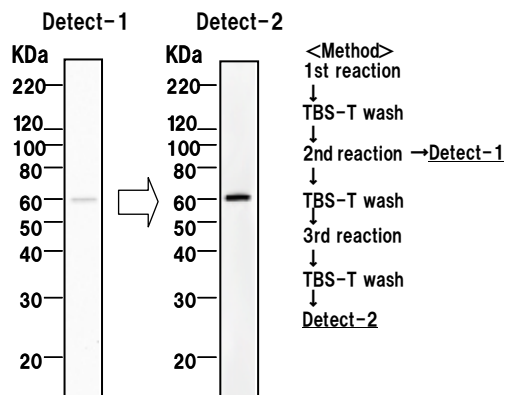 Detect-1
KDa
220
120
100
80
60
50
40
30
20
Detect-2
KDa
220
120
100
80
60
50
40
30
20
<Method>
1st reaction
↓
TBS-T wash
↓
2nd reaction →Detect-1
↓
TBS-T wash
↓
3rd reaction
↓
TBS-T wash
↓
Detect-2